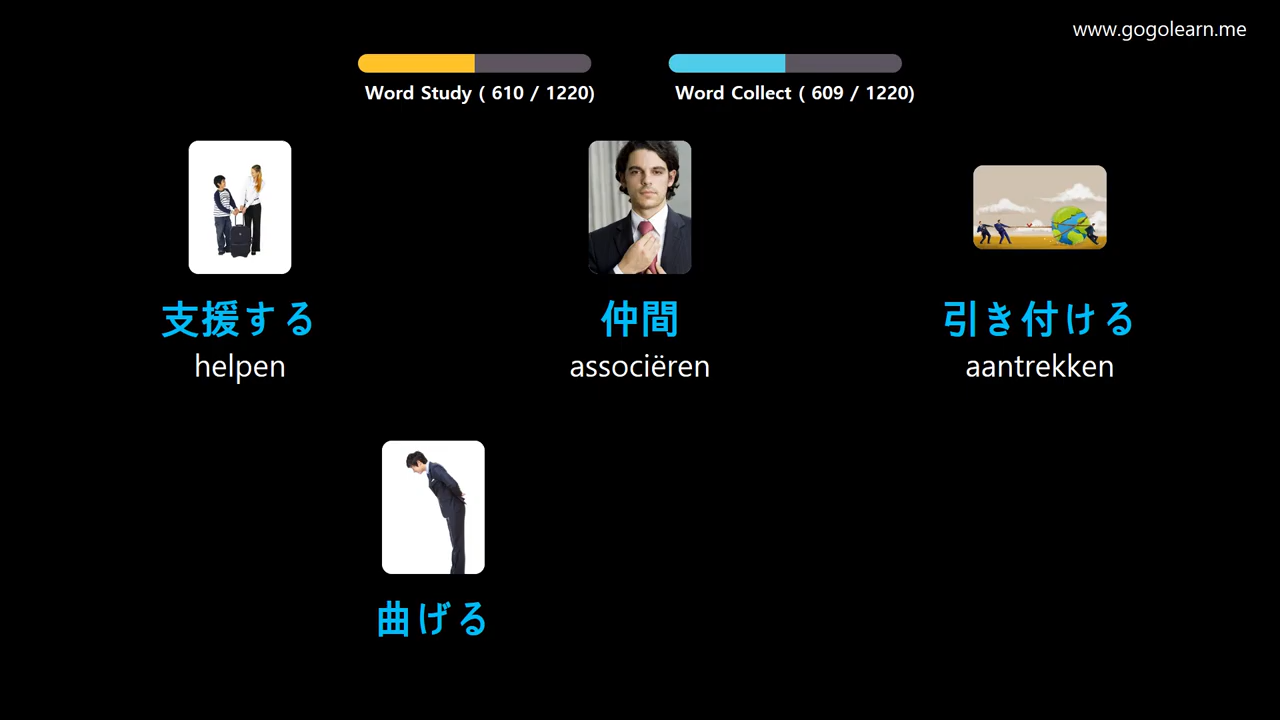 www.gogolearn.me
Word Study ( 610 / 1220)
Word Collect ( 609 / 1220)
支援する
helpen
仲間
associëren
引き付ける
aantrekken
曲げる